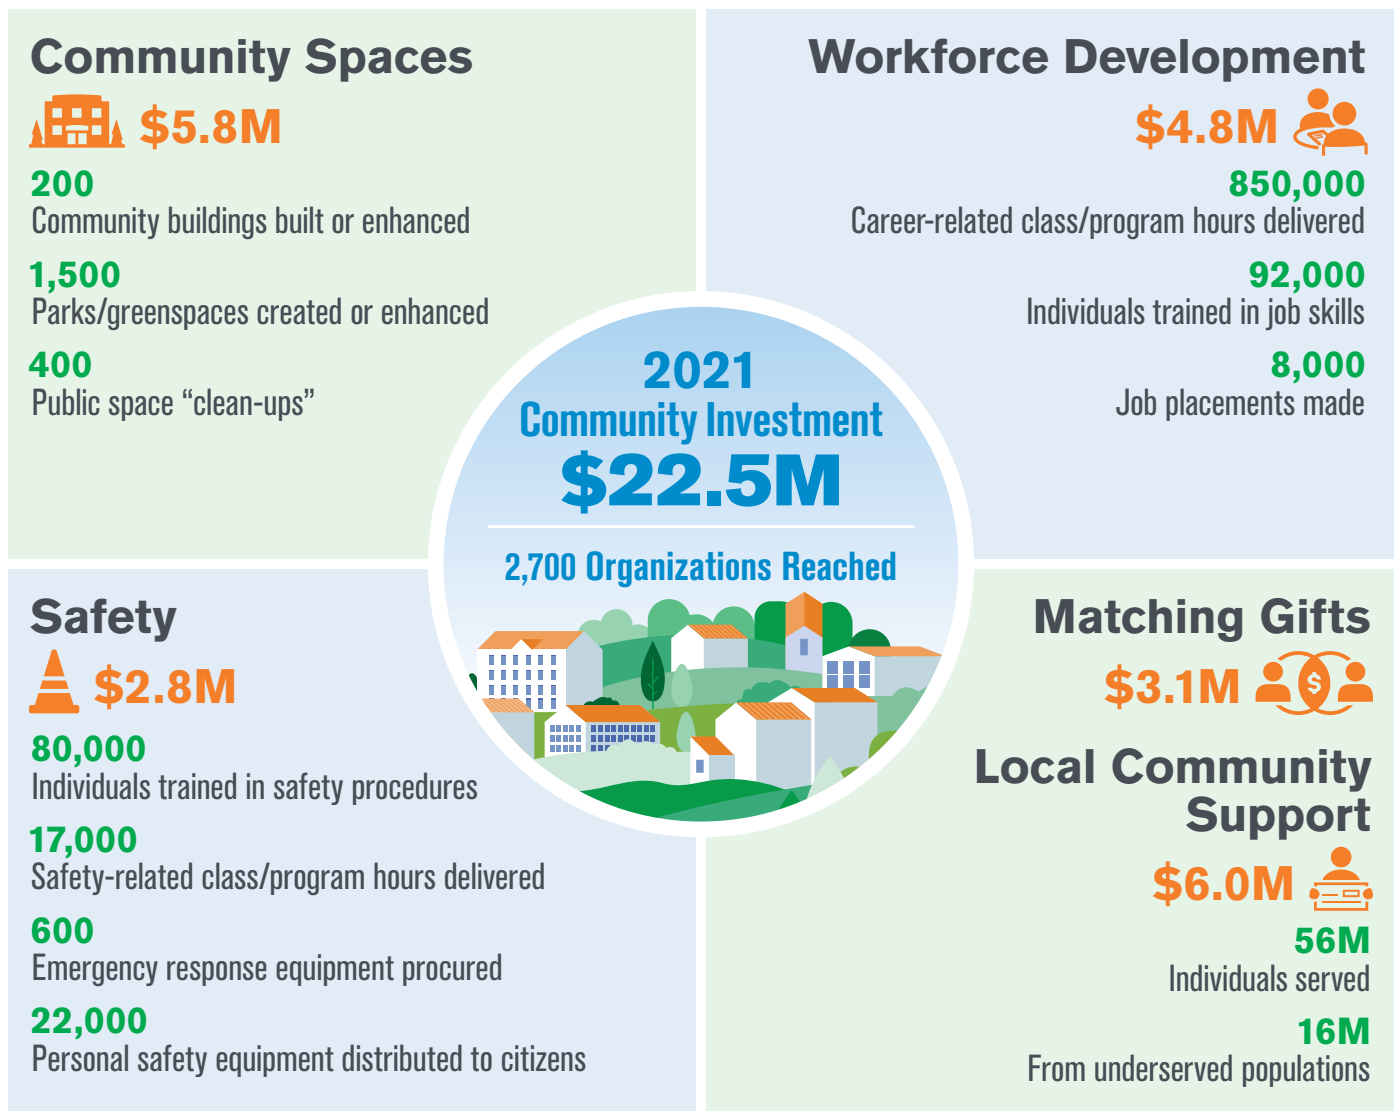 Community Spaces
$5.8M
200
Community buildings built or enhanced
1,500
Parks/greenspaces created or enhanced
400
Public space “clean-ups”
Workforce Development
$4.8M
850,000
Career-related class/program hours delivered
92,000
Individuals trained in job skills
8,000
Job placements made
2021
Community Investment
$22.5M
2,700 Organizations Reached
Safety
$2.8M
80,000
Individuals trained in safety procedures
17,000
Safety-related class/program hours delivered
600
Emergency response equipment procured
22,000
Personal safety equipment distributed to citizens
Matching Gifts
$3.1M
$
Local Community
Support
$6.0M
56M
Individuals served
16M
From underserved populations